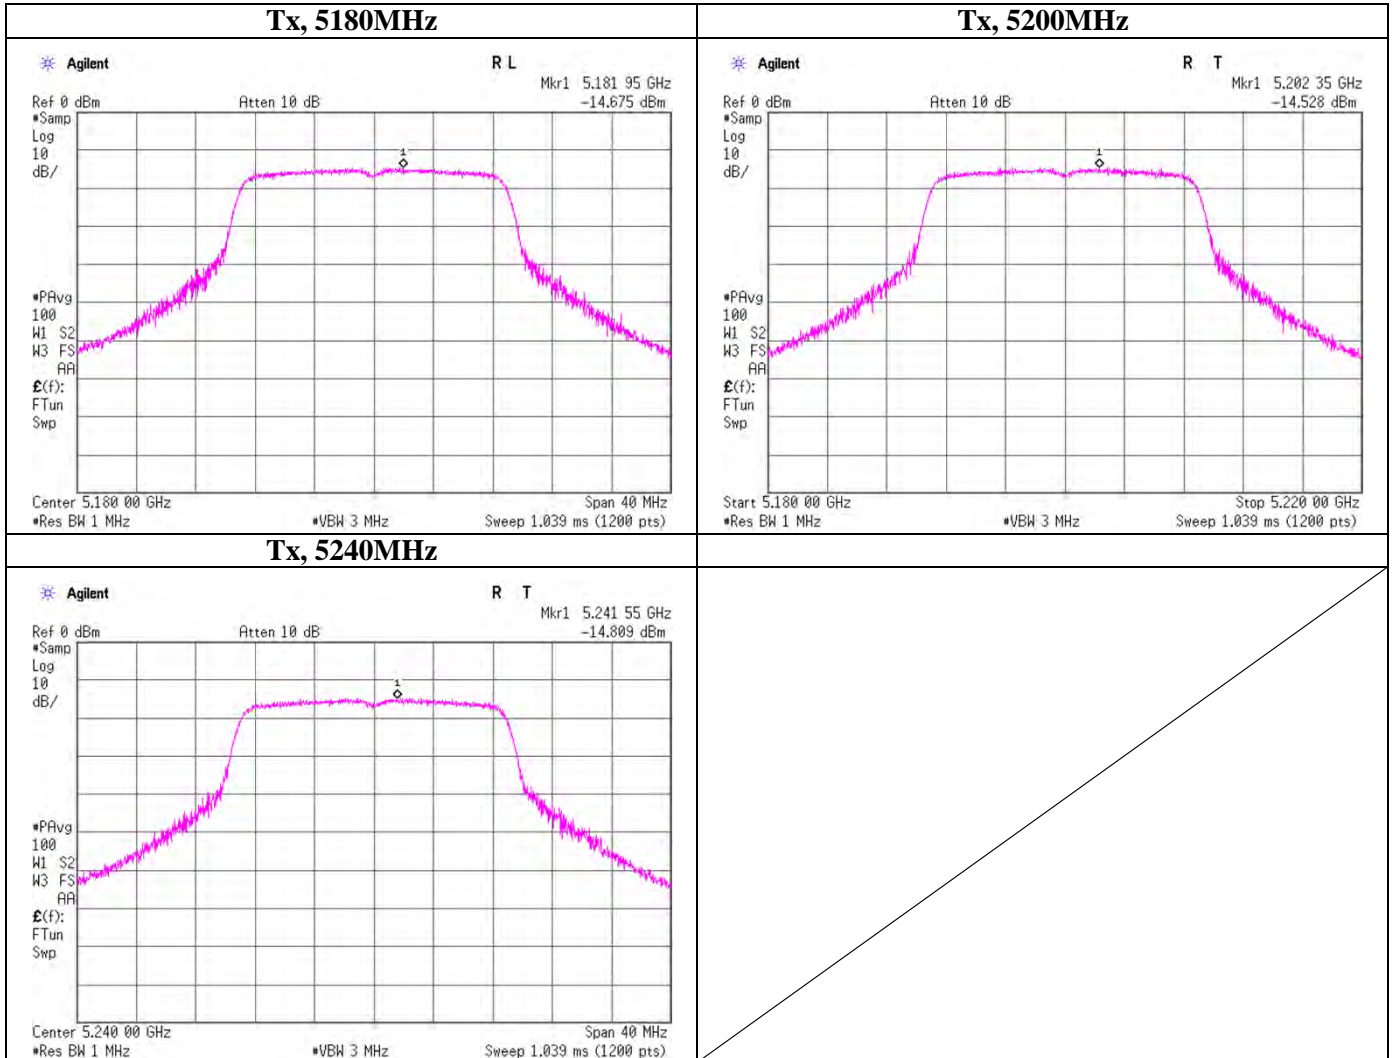 Tx, 5180MHz
Agilent
R L
Mkr1 5.181 95 GHz
Ref 0 dBm
Atten 10 dB
-14.675 dBm
#Samp
Log
10
dB/
1
#PAvg
100
W1 S2
W3 FS
AA
£(f):
FTun
Swp
Center 5.180 00 GHz
Span 40 MHz
#Res BW 1 MHz
#VBW 3 MHz
Sweep 1.039 ms (1200 pts)
Tx, 5200MHz
Agilent
R T
Mkr1 5.202 35 GHz
Ref 0 dBm
Atten 10 dB
-14.528 dBm
#Samp
Log
10
dB/
1
#PAvg
100
W1 S2
W3 FS
AA
£(f):
FTun
Swp
Start 5.180 00 GHz
Stop 5.220 00 GHz
#Res BW 1 MHz
#VBW 3 MHz
Sweep 1.039 ms (1200 pts)
Tx, 5240MHz
Agilent
R T
Mkr1 5.241 55 GHz
Ref 0 dBm
Atten 10 dB
-14.809 dBm
#Samp
Log
10
dB/
1
#PAvg
100
W1 S2
W3 FS
AA
£(f):
FTun
Swp
Center 5.240 00 GHz
Span 40 MHz
#Res BW 1 MHz
#VBW 3 MHz
Sweep 1.039 ms (1200 pts)